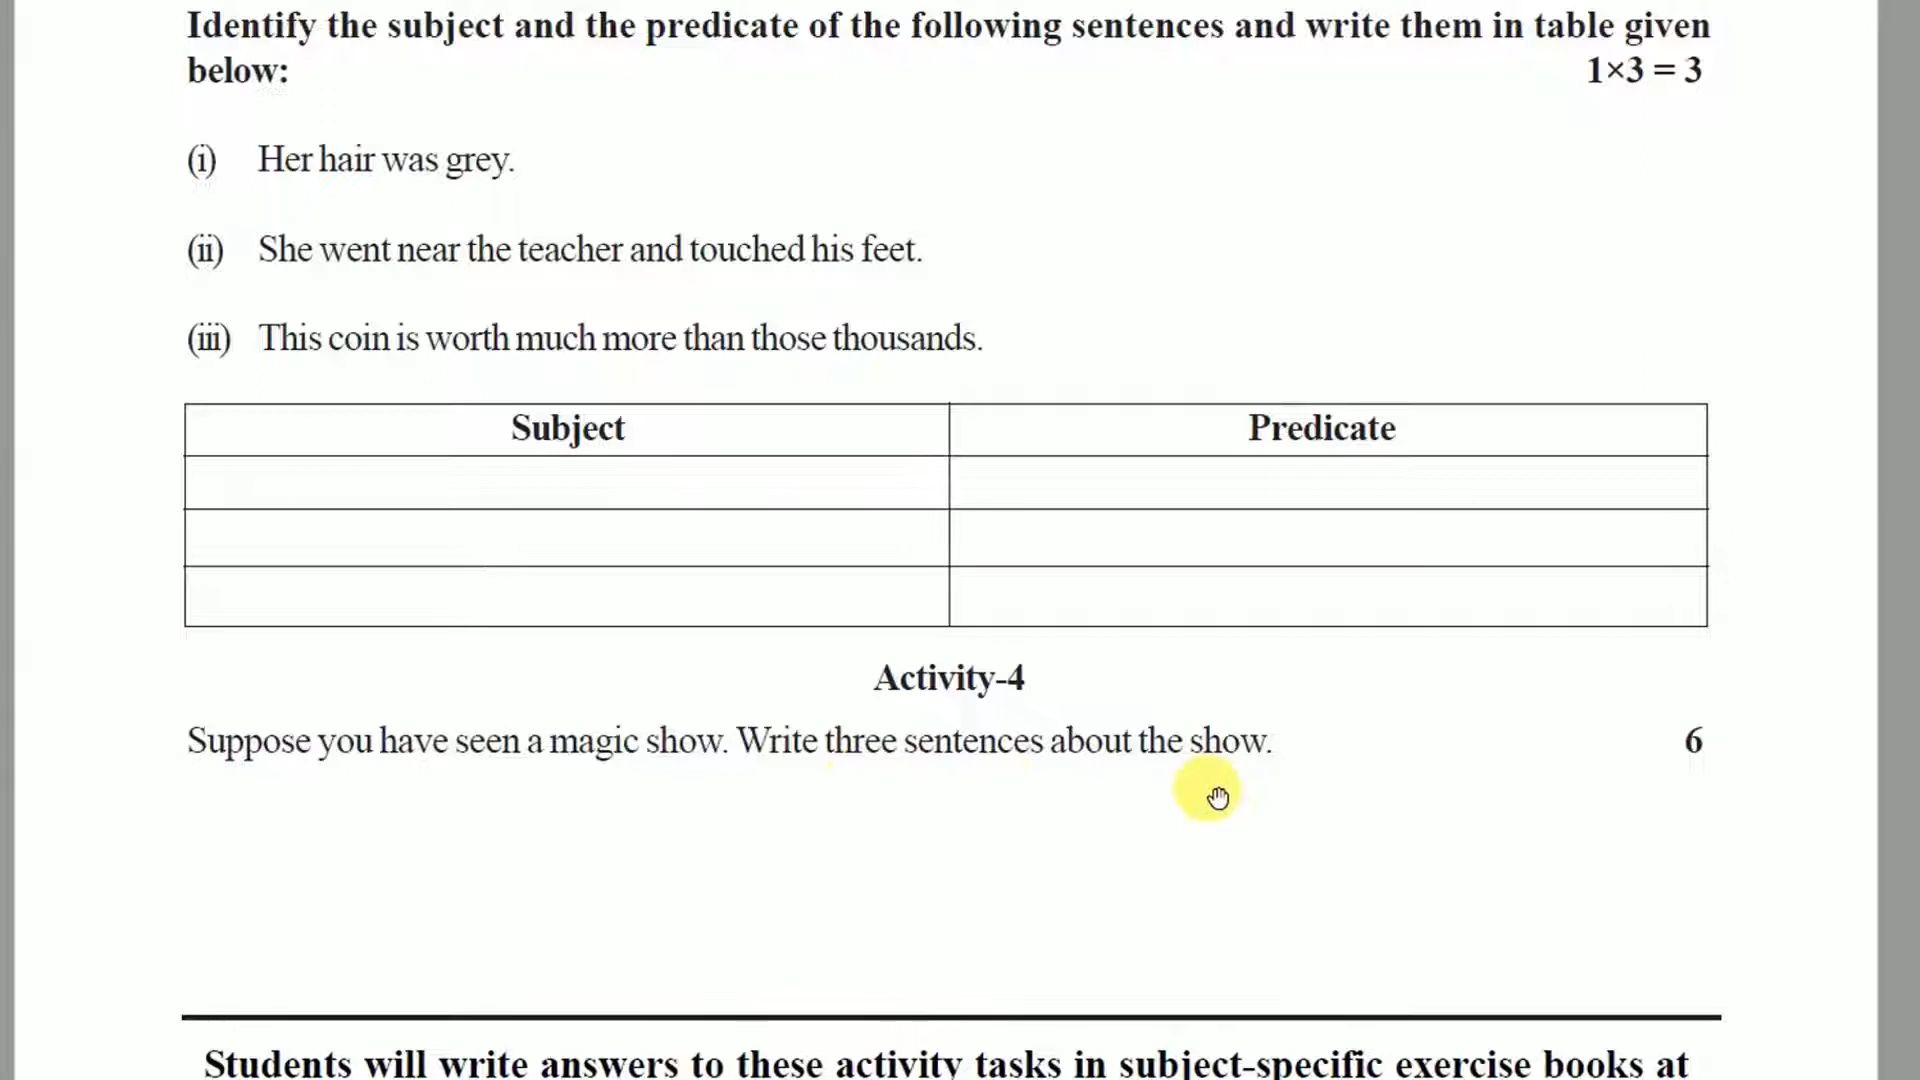 Identify the subject and the predicate of the following sentences and write them in table given
below: 1×3 = 3
(i) Her hair was grey.
(ii) She went near the teacher and touched his feet.
(iii) This coin is worth much more than those thousands.
Subject Predicate
Activity-4
Suppose you have seen a magic show. Write three sentences about the show. 6
Students will write answers to these activity tasks in subject-specific exercise books at